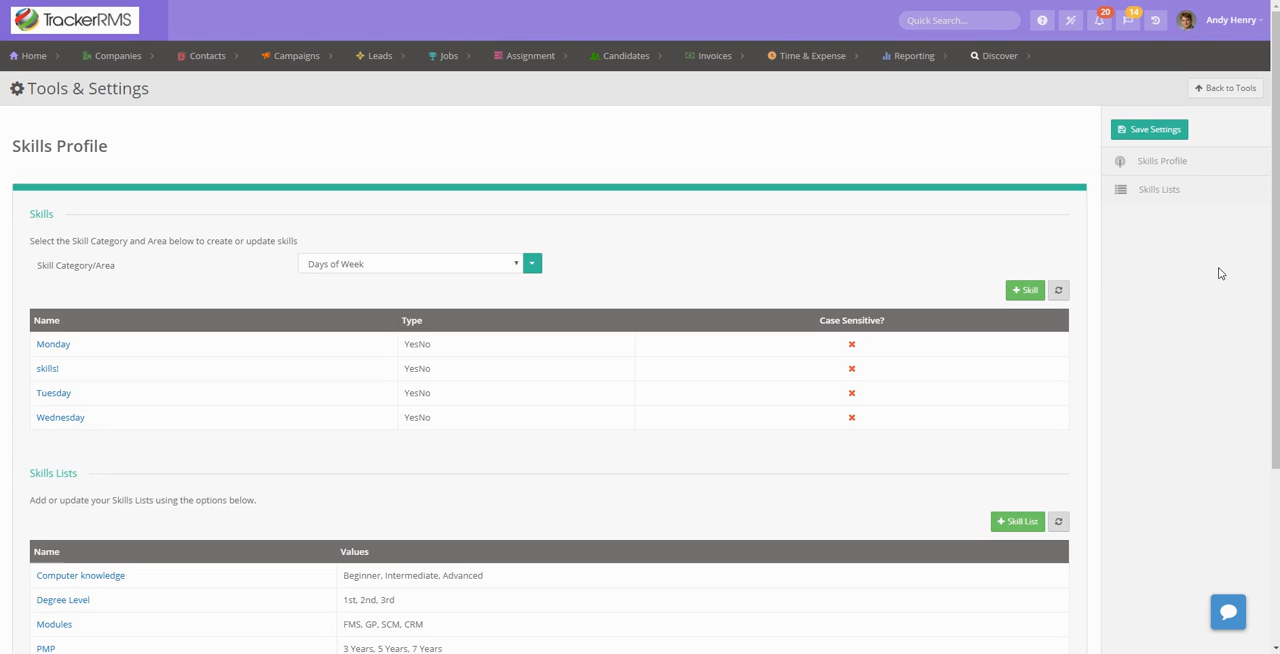 TrackerRMS
Quick Search...
20
14
Andy Henry
Home
Companies
Contacts
Campaigns
Leads
Jobs
Assignment
Candidates
Invoices
Time & Expense
Reporting
Discover
Tools & Settings
Back to Tools
Skills Profile
Save Settings
Skills Profile
Skills Lists
Skills
Select the Skill Category and Area below to create or update skills
Skill Category/Area
Days of Week
+ Skill
Name Type Case Sensitive?
Monday YesNo
skills! YesNo
Tuesday YesNo
Wednesday YesNo
Skills Lists
Add or update your Skills Lists using the options below.
+ Skill List
Name Values
Computer knowledge Beginner, Intermediate, Advanced
Degree Level 1st, 2nd, 3rd
Modules FMS, GP, SCM, CRM
PMP 3 Years, 5 Years, 7 Years